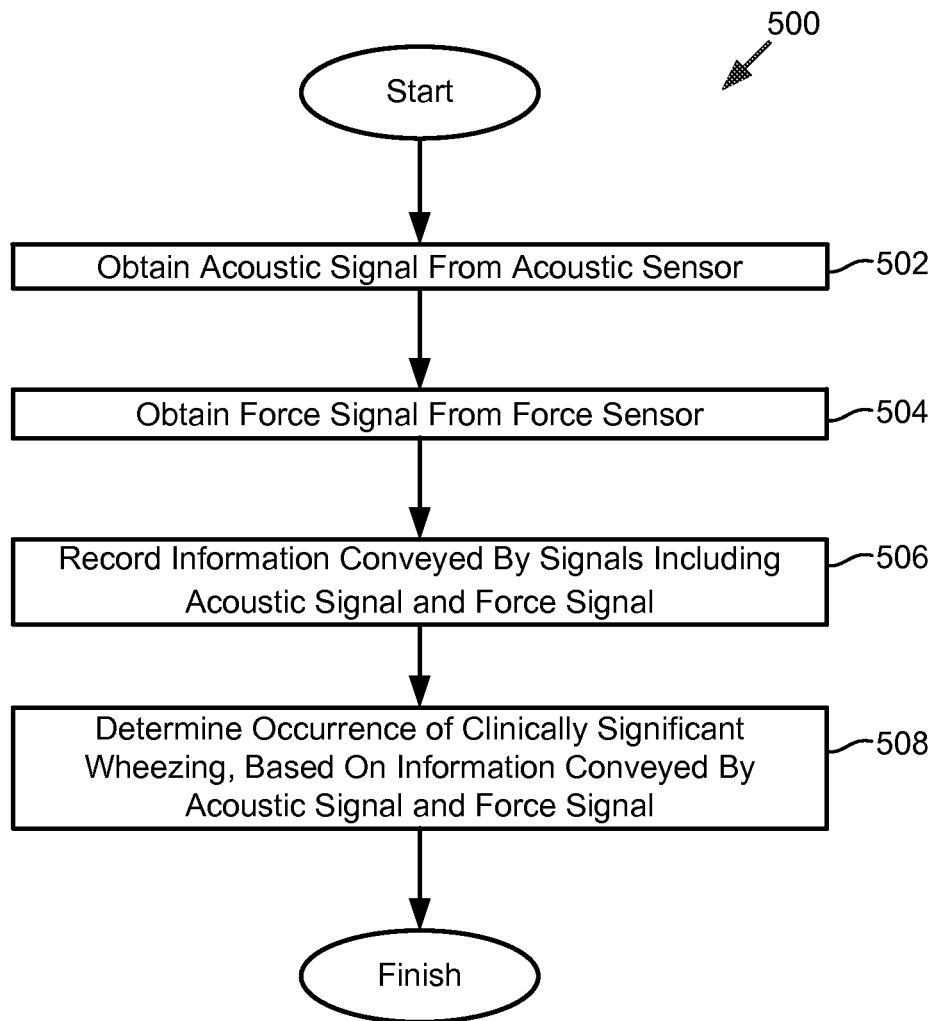 500
Start
Obtain Acoustic Signal From Acoustic Sensor
502
Obtain Force Signal From Force Sensor
504
Record Information Conveyed By Signals Including
Acoustic Signal and Force Signal
506
Determine Occurrence of Clinically Significant
Wheezing, Based On Information Conveyed By
Acoustic Signal and Force Signal
508
Finish